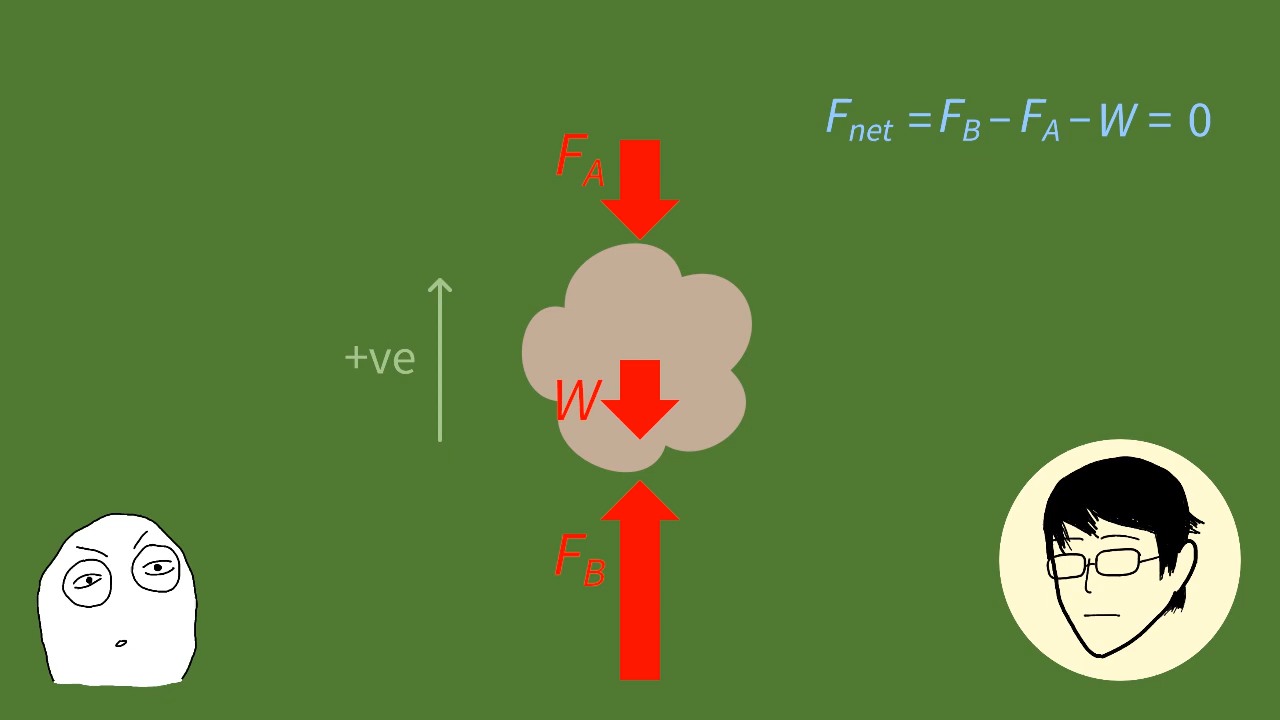 F_net = F_B − F_A − W = 0
F_A
+ve
W
F_B